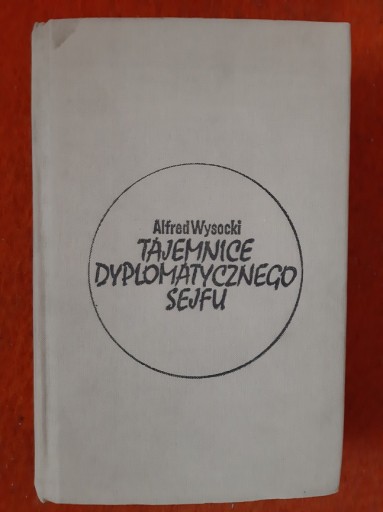 Alfred Wysocki
TAJEMNICE
DYPLOMATYCZNEGO
SEJFU